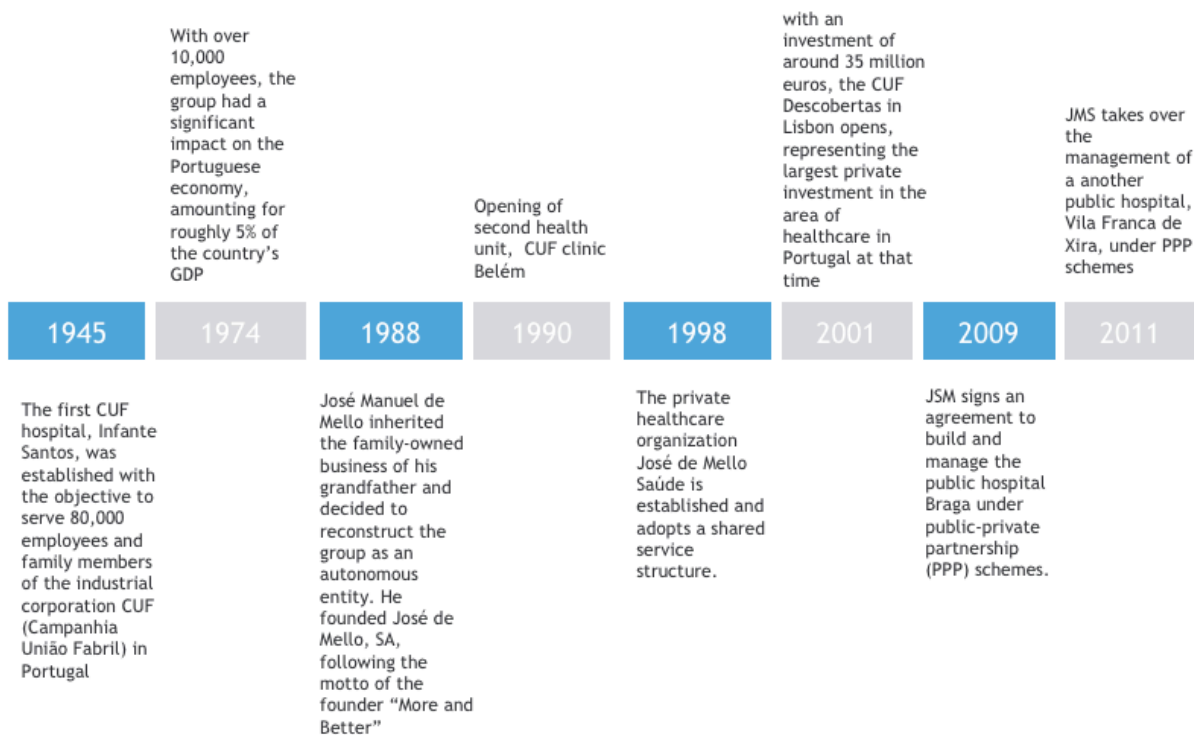 With over
10,000
employees, the
group had a
significant
impact on the
Portuguese
economy,
amounting for
roughly 5% of
the country's
GDP
Opening of
second health
unit,  CUF clinic
Belém
with an
investment of
around 35 million
euros, the CUF
Descobertas in
Lisbon opens,
representing the
largest private
investment in the
area of
healthcare in
Portugal at that
time
JMS takes over
the
management of
a another
public hospital,
Vila Franca de
Xira, under PPP
schemes
1945
1974
1988
1990
1998
2001
2009
2011
The first CUF
hospital, Infante
Santos, was
established with
the objective to
serve 80,000
employees and
family members
of the industrial
corporation CUF
(Campanhia
União Fabril) in
Portugal
José Manuel de
Mello inherited
the family-owned
business of his
grandfather and
decided to
reconstruct the
group as an
autonomous
entity. He
founded José de
Mello, SA,
following the
motto of the
founder “More and
Better”
The private
healthcare
organization
José de Mello
Saúde is
established and
adopts a shared
service
structure.
JSM signs an
agreement to
build and
manage the
public hospital
Braga under
public-private
partnership
(PPP) schemes.